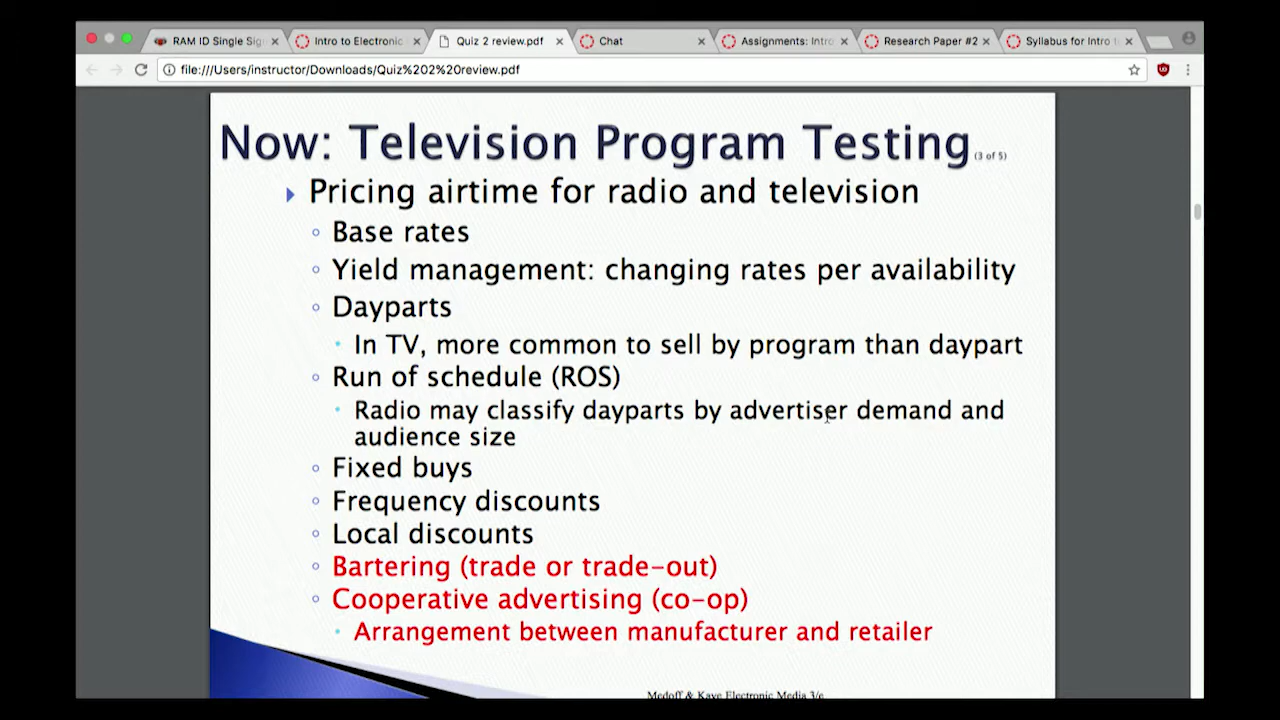 RAM ID Single Sig
Intro to Electronic
Quiz 2 review.pdf
Chat
Assignments: Intro
Research Paper #2
Syllabus for Intro t
file:///Users/instructor/Downloads/Quiz%202%20review.pdf
Now: Television Program Testing (3 of 5)
Pricing airtime for radio and television
Base rates
Yield management: changing rates per availability
Dayparts
In TV, more common to sell by program than daypart
Run of schedule (ROS)
Radio may classify dayparts by advertiser demand and
audience size
Fixed buys
Frequency discounts
Local discounts
Bartering (trade or trade-out)
Cooperative advertising (co-op)
Arrangement between manufacturer and retailer
Medoff & Kaye Electronic Media 3/e